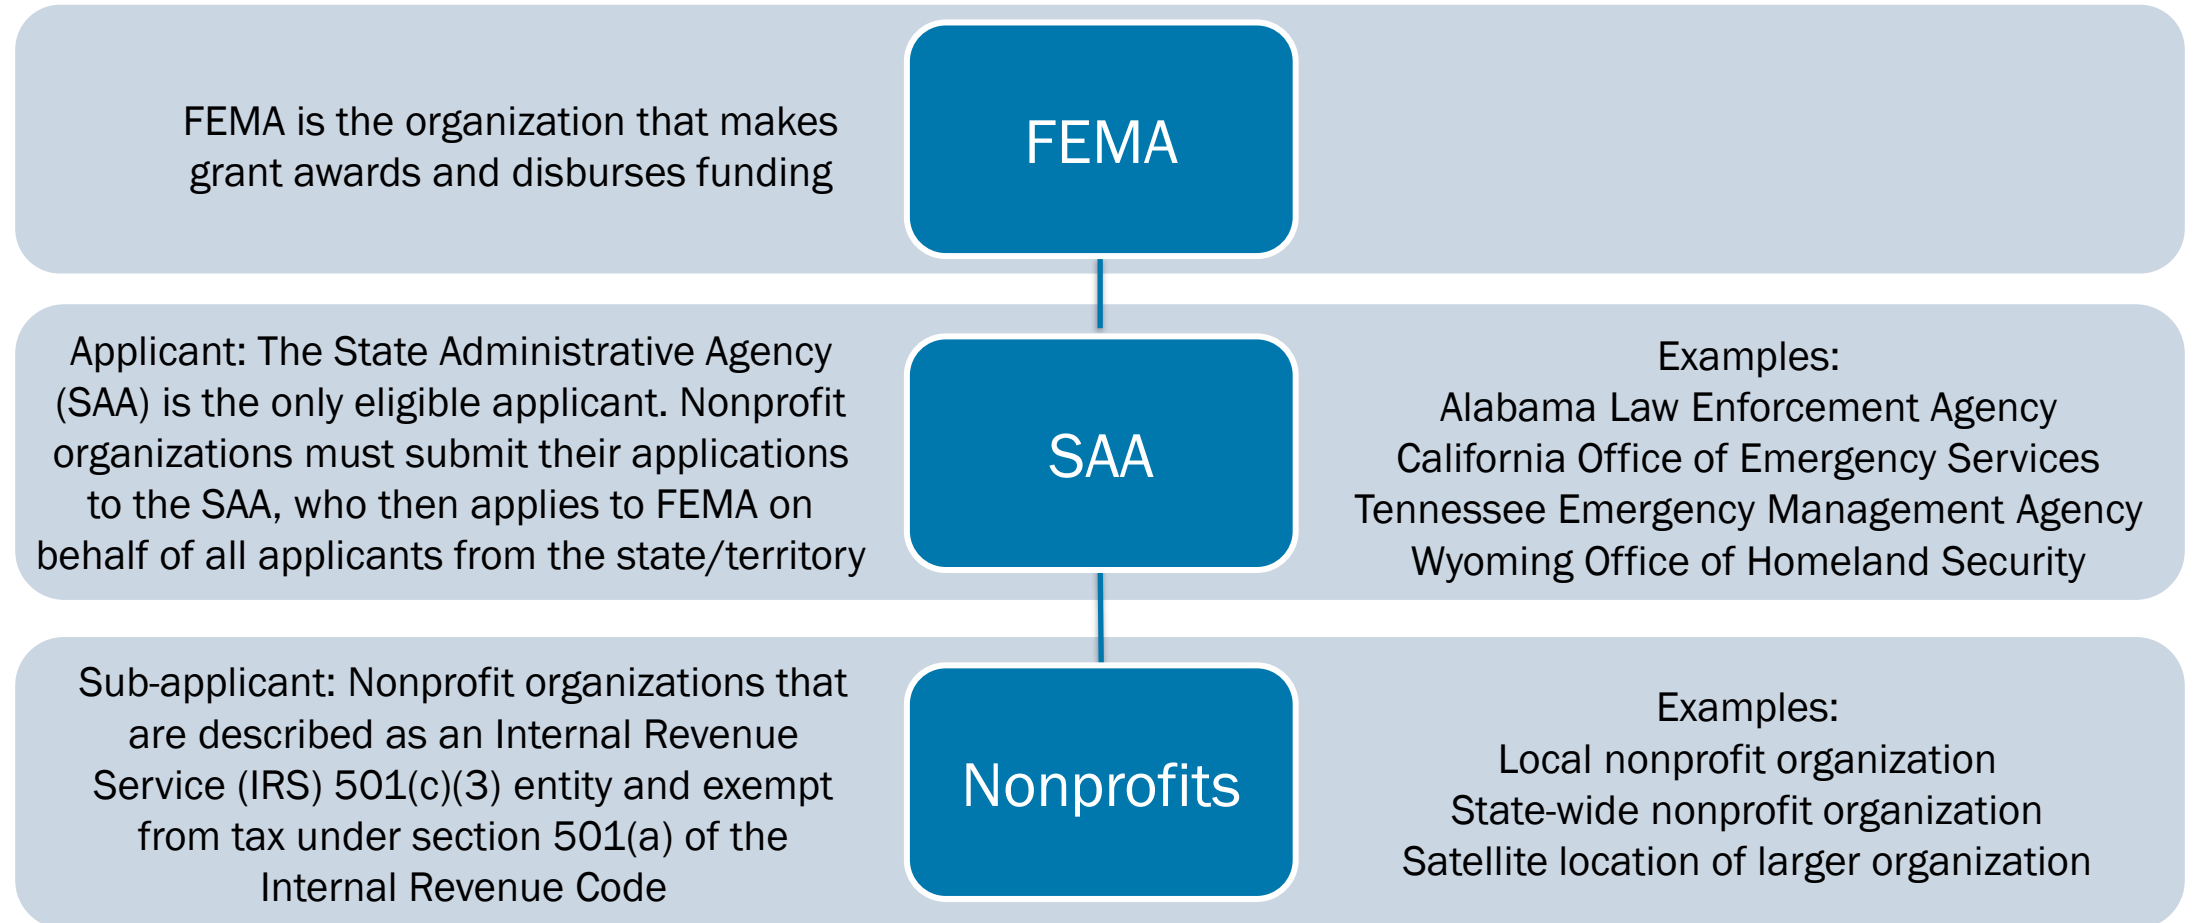 FEMA is the organization that makes
grant awards and disburses funding
FEMA
Applicant: The State Administrative Agency
(SAA) is the only eligible applicant. Nonprofit
organizations must submit their applications
to the SAA, who then applies to FEMA on
behalf of all applicants from the state/territory
SAA
Examples:
Alabama Law Enforcement Agency
California Office of Emergency Services
Tennessee Emergency Management Agency
Wyoming Office of Homeland Security
Sub-applicant: Nonprofit organizations that
are described as an Internal Revenue
Service (IRS) 501(c)(3) entity and exempt
from tax under section 501(a) of the
Internal Revenue Code
Nonprofits
Examples:
Local nonprofit organization
State-wide nonprofit organization
Satellite location of larger organization